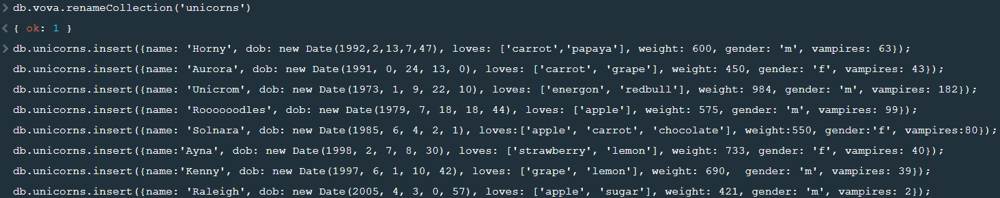 > db.vova.renameCollection('unicorns')
< { ok: 1 }
> db.unicorns.insert({name: 'Horny', dob: new Date(1992,2,13,7,47), loves: ['carrot','papaya'], weight: 600, gender: 'm', vampires: 63});
db.unicorns.insert({name: 'Aurora', dob: new Date(1991, 0, 24, 13, 0), loves: ['carrot', 'grape'], weight: 450, gender: 'f', vampires: 43});
db.unicorns.insert({name: 'Unicrom', dob: new Date(1973, 1, 9, 22, 10), loves: ['energon', 'redbull'], weight: 984, gender: 'm', vampires: 182});
db.unicorns.insert({name: 'Roooooodles', dob: new Date(1979, 7, 18, 18, 44), loves: ['apple'], weight: 575, gender: 'm', vampires: 99});
db.unicorns.insert({name: 'Solnara', dob: new Date(1985, 6, 4, 2, 1), loves:['apple', 'carrot', 'chocolate'], weight:550, gender:'f', vampires:80});
db.unicorns.insert({name:'Ayna', dob: new Date(1998, 2, 7, 8, 30), loves: ['strawberry', 'lemon'], weight: 733, gender: 'f', vampires: 40});
db.unicorns.insert({name:'Kenny', dob: new Date(1997, 6, 1, 10, 42), loves: ['grape', 'lemon'], weight: 690,  gender: 'm', vampires: 39});
db.unicorns.insert({name: 'Raleigh', dob: new Date(2005, 4, 3, 0, 57), loves: ['apple', 'sugar'], weight: 421, gender: 'm', vampires: 2});